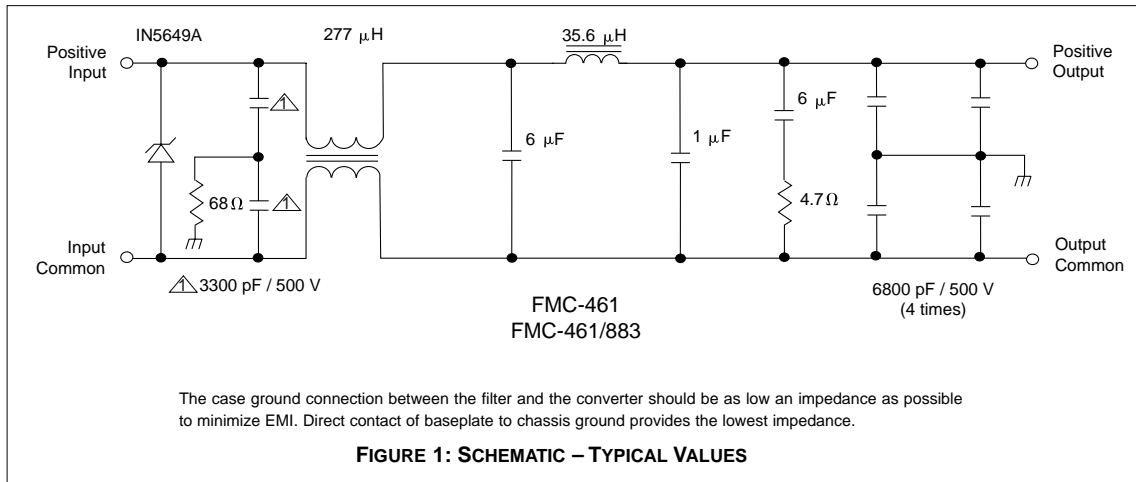 IN5649A
277 μH
35.6 μH
Positive
Input
Positive
Output
1
6 μF
6 μF
1 μF
68 Ω
1
4.7 Ω
Input
Common
Output
Common
1 3300 pF / 500 V
6800 pF / 500 V
(4 times)
FMC-461
FMC-461/883
The case ground connection between the filter and the converter should be as low an impedance as possible
to minimize EMI. Direct contact of baseplate to chassis ground provides the lowest impedance.
FIGURE 1: SCHEMATIC – TYPICAL VALUES